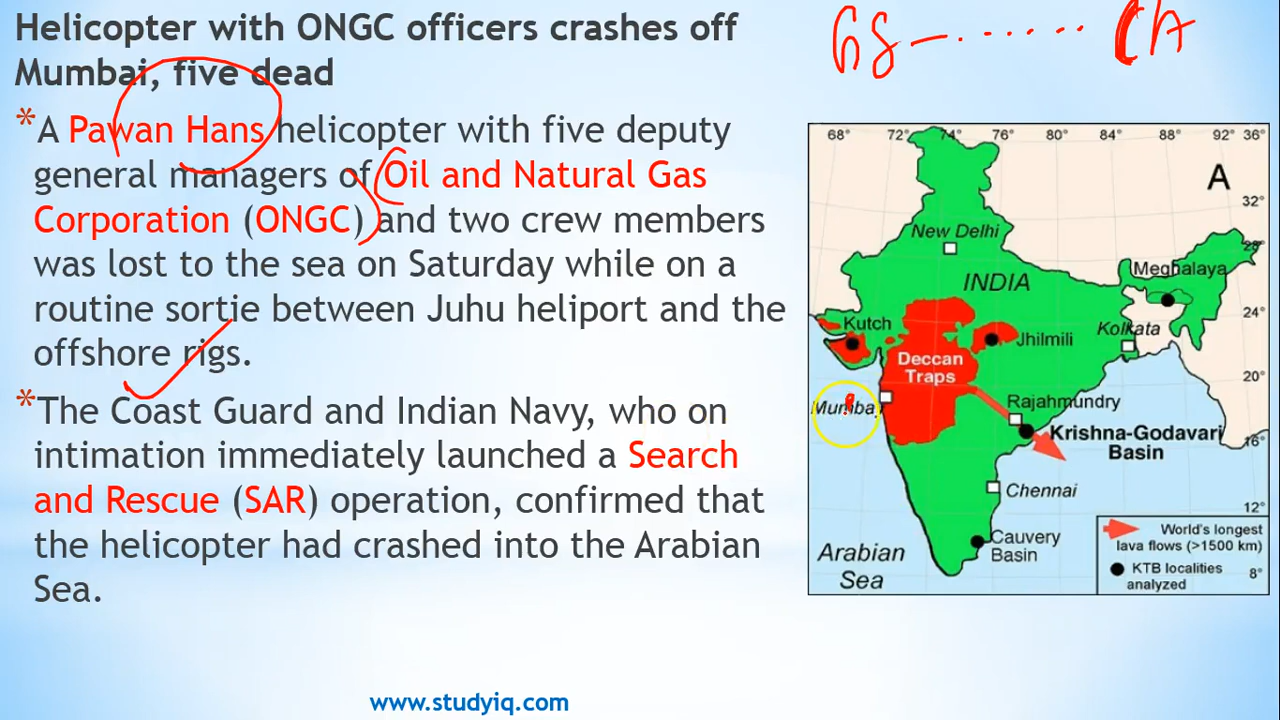 Helicopter with ONGC officers crashes off
Mumbai, five dead
GS - ...... CA
*A Pawan Hans helicopter with five deputy
general managers of Oil and Natural Gas
Corporation (ONGC) and two crew members
was lost to the sea on Saturday while on a
routine sortie between Juhu heliport and the
offshore rigs.
*The Coast Guard and Indian Navy, who on
intimation immediately launched a Search
and Rescue (SAR) operation, confirmed that
the helicopter had crashed into the Arabian
Sea.
68° 72° 74° 76° 80° 84° 88° 92° 36°
A
32°
New Delhi
28°
INDIA
Meghalaya
24°
Kutch
Jhilmili
Kolkata
Deccan
Traps
20°
Mumbai
Rajahmundry
Krishna-Godavari
16°
Basin
Chennai
12°
Cauvery
Basin
Arabian
Sea
World's longest
lava flows (>1500 km)
KTB localities
analyzed
8°
www.studyiq.com